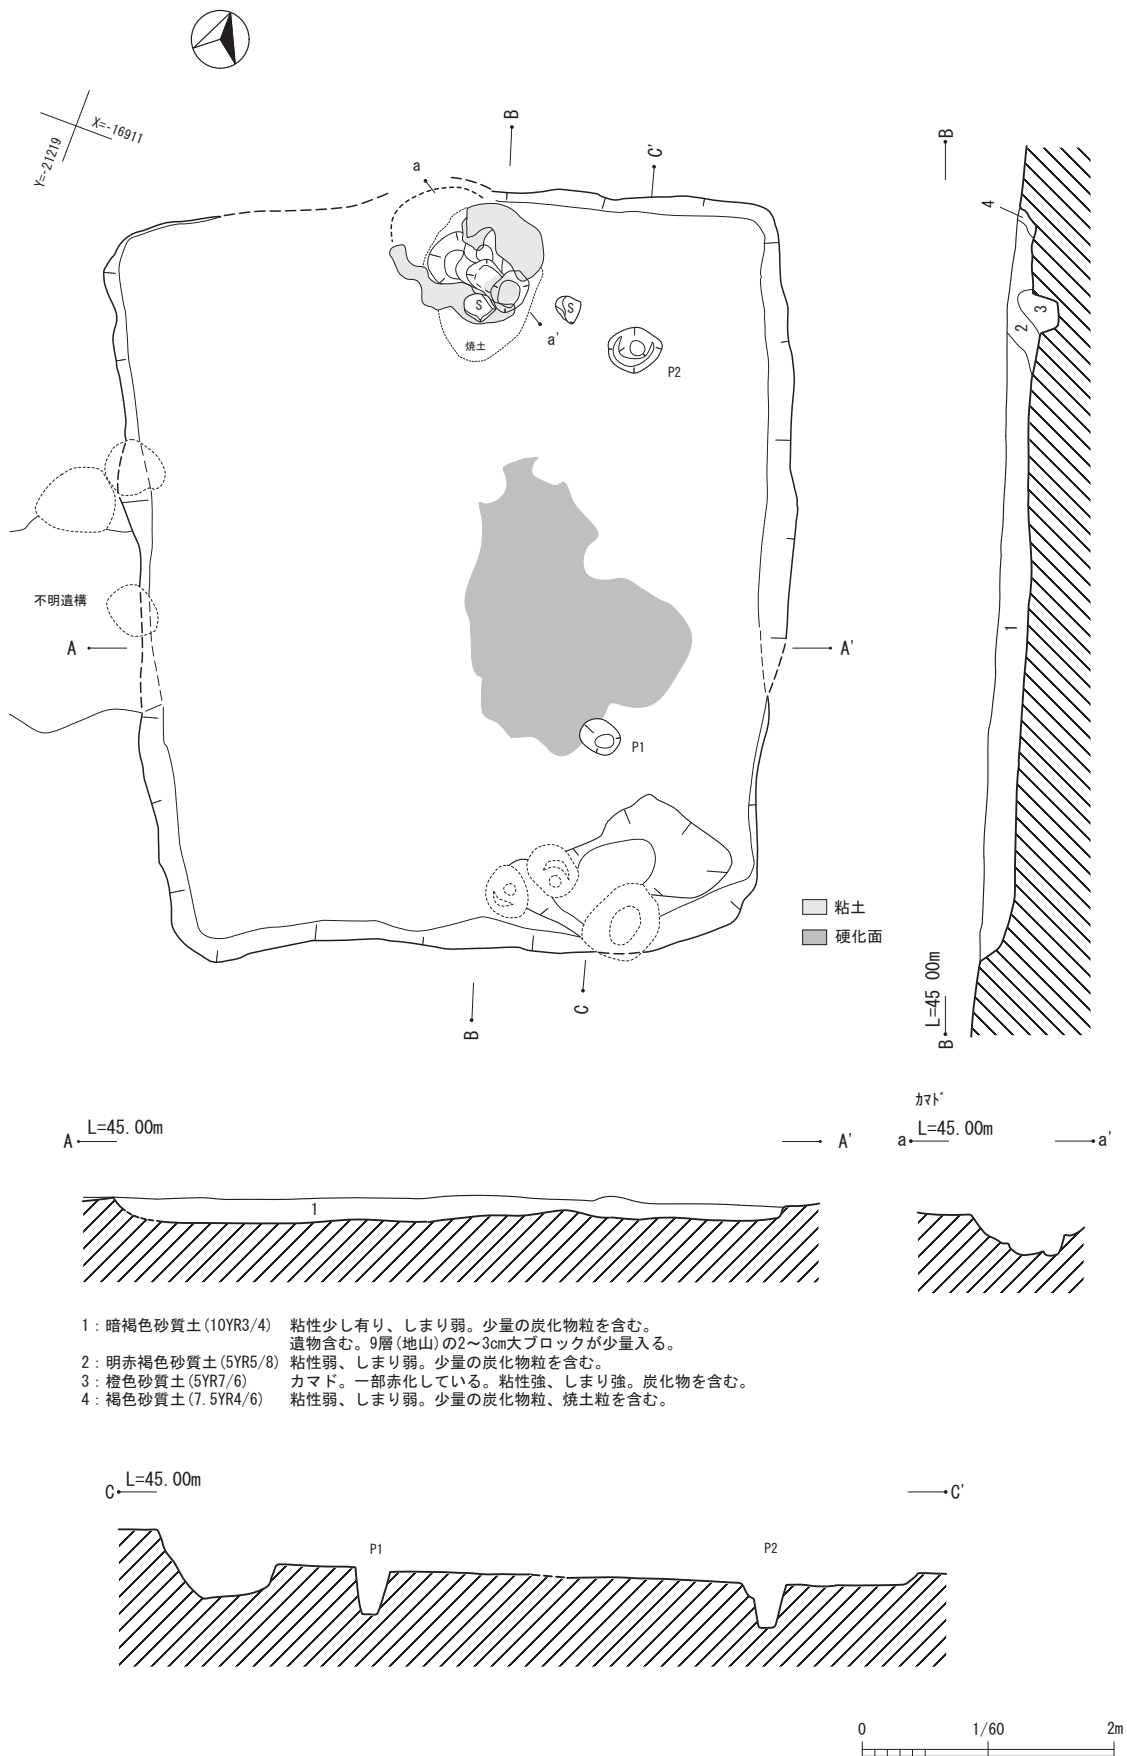 X=-16911
Y=-21219
B
C'
a
B
4
S
S
焼土
a'
P2
3
2
不明遺構
1
A
A'
P1
粘土
硬化面
C
B
L=45 00m
B
カマド
A L=45.00m A'
a L=45.00m a'
1
1：暗褐色砂質土(10YR3/4) 粘性少し有り、しまり弱。少量の炭化物粒を含む。
遺物含む。9層(地山)の2〜3cm大ブロックが少量入る。
2：明赤褐色砂質土(5YR5/8) 粘性弱、しまり弱。少量の炭化物粒を含む。
3：橙色砂質土(5YR7/6) カマド。一部赤化している。粘性強、しまり強。炭化物を含む。
4：褐色砂質土(7.5YR4/6) 粘性弱、しまり弱。少量の炭化物粒、焼土粒を含む。
C L=45.00m C'
P1
P2
0 1/60 2m